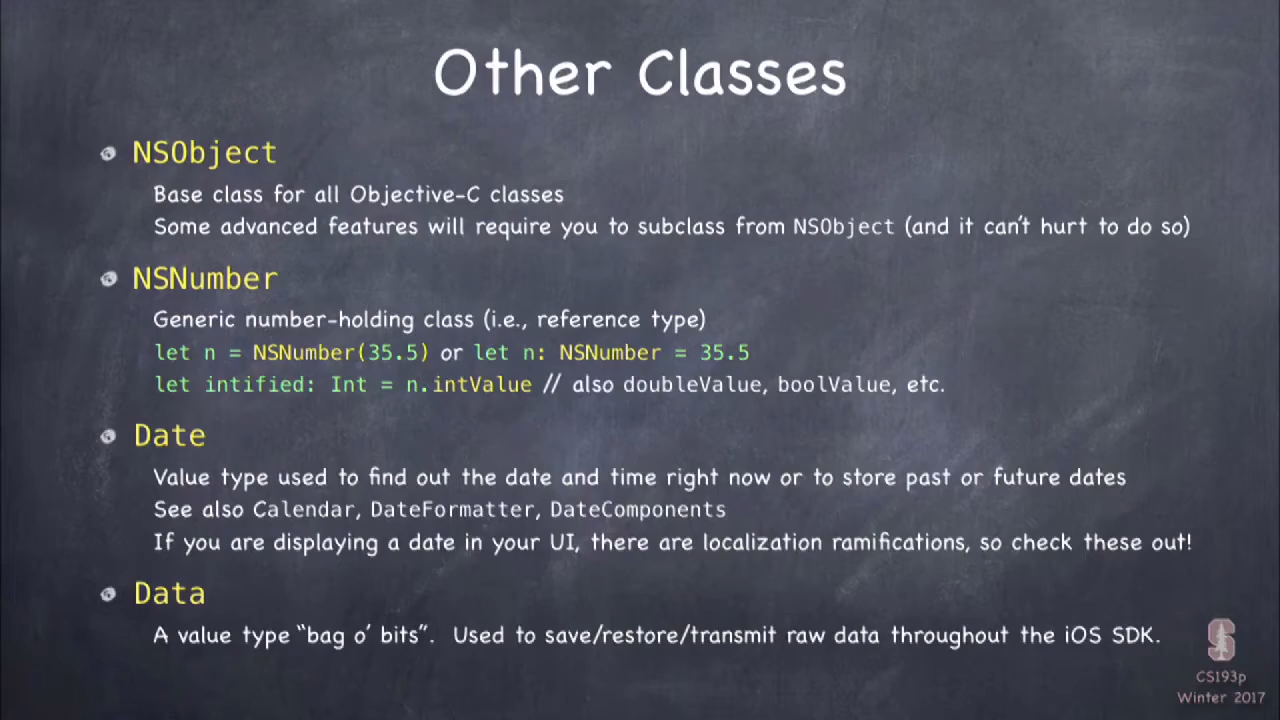 Other Classes
NSObject
Base class for all Objective-C classes
Some advanced features will require you to subclass from NSObject (and it can't hurt to do so)
NSNumber
Generic number-holding class (i.e., reference type)
let n = NSNumber(35.5) or let n: NSNumber = 35.5
let intified: Int = n.intValue // also doubleValue, boolValue, etc.
Date
Value type used to find out the date and time right now or to store past or future dates
See also Calendar, DateFormatter, DateComponents
If you are displaying a date in your UI, there are localization ramifications, so check these out!
Data
A value type “bag o’ bits”. Used to save/restore/transmit raw data throughout the iOS SDK.
S
CS193p
Winter 2017